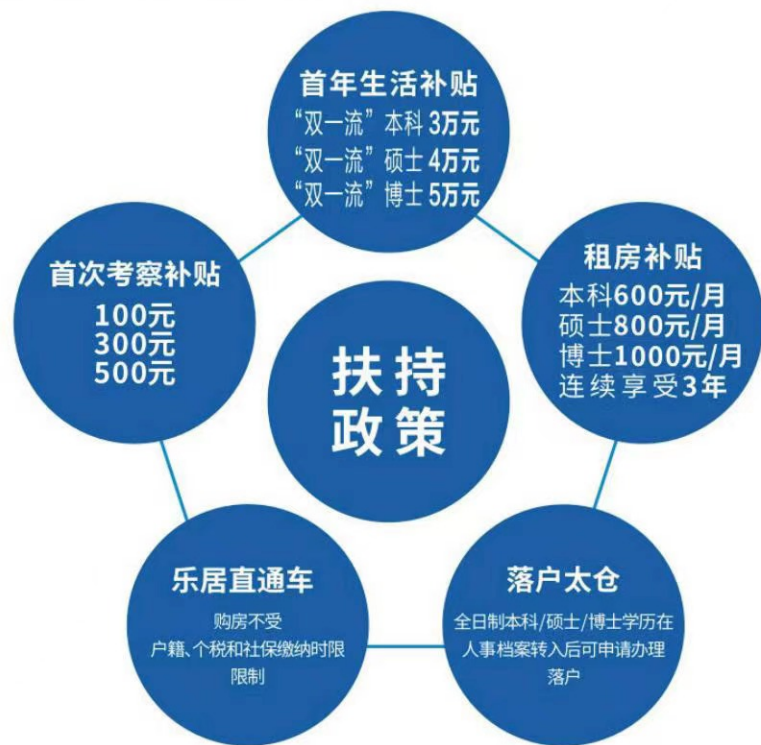 首年生活补贴
“双一流”本科 3万元
“双一流”硕士 4万元
“双一流”博士 5万元
首次考察补贴
100元
300元
500元
租房补贴
本科600元/月
硕士800元/月
博士1000元/月
连续享受3年
扶持
政策
乐居直通车
购房不受
户籍、个税和社保缴纳时限
限制
落户太仓
全日制本科/硕士/博士学历在
人事档案转入后可申请办理
落户